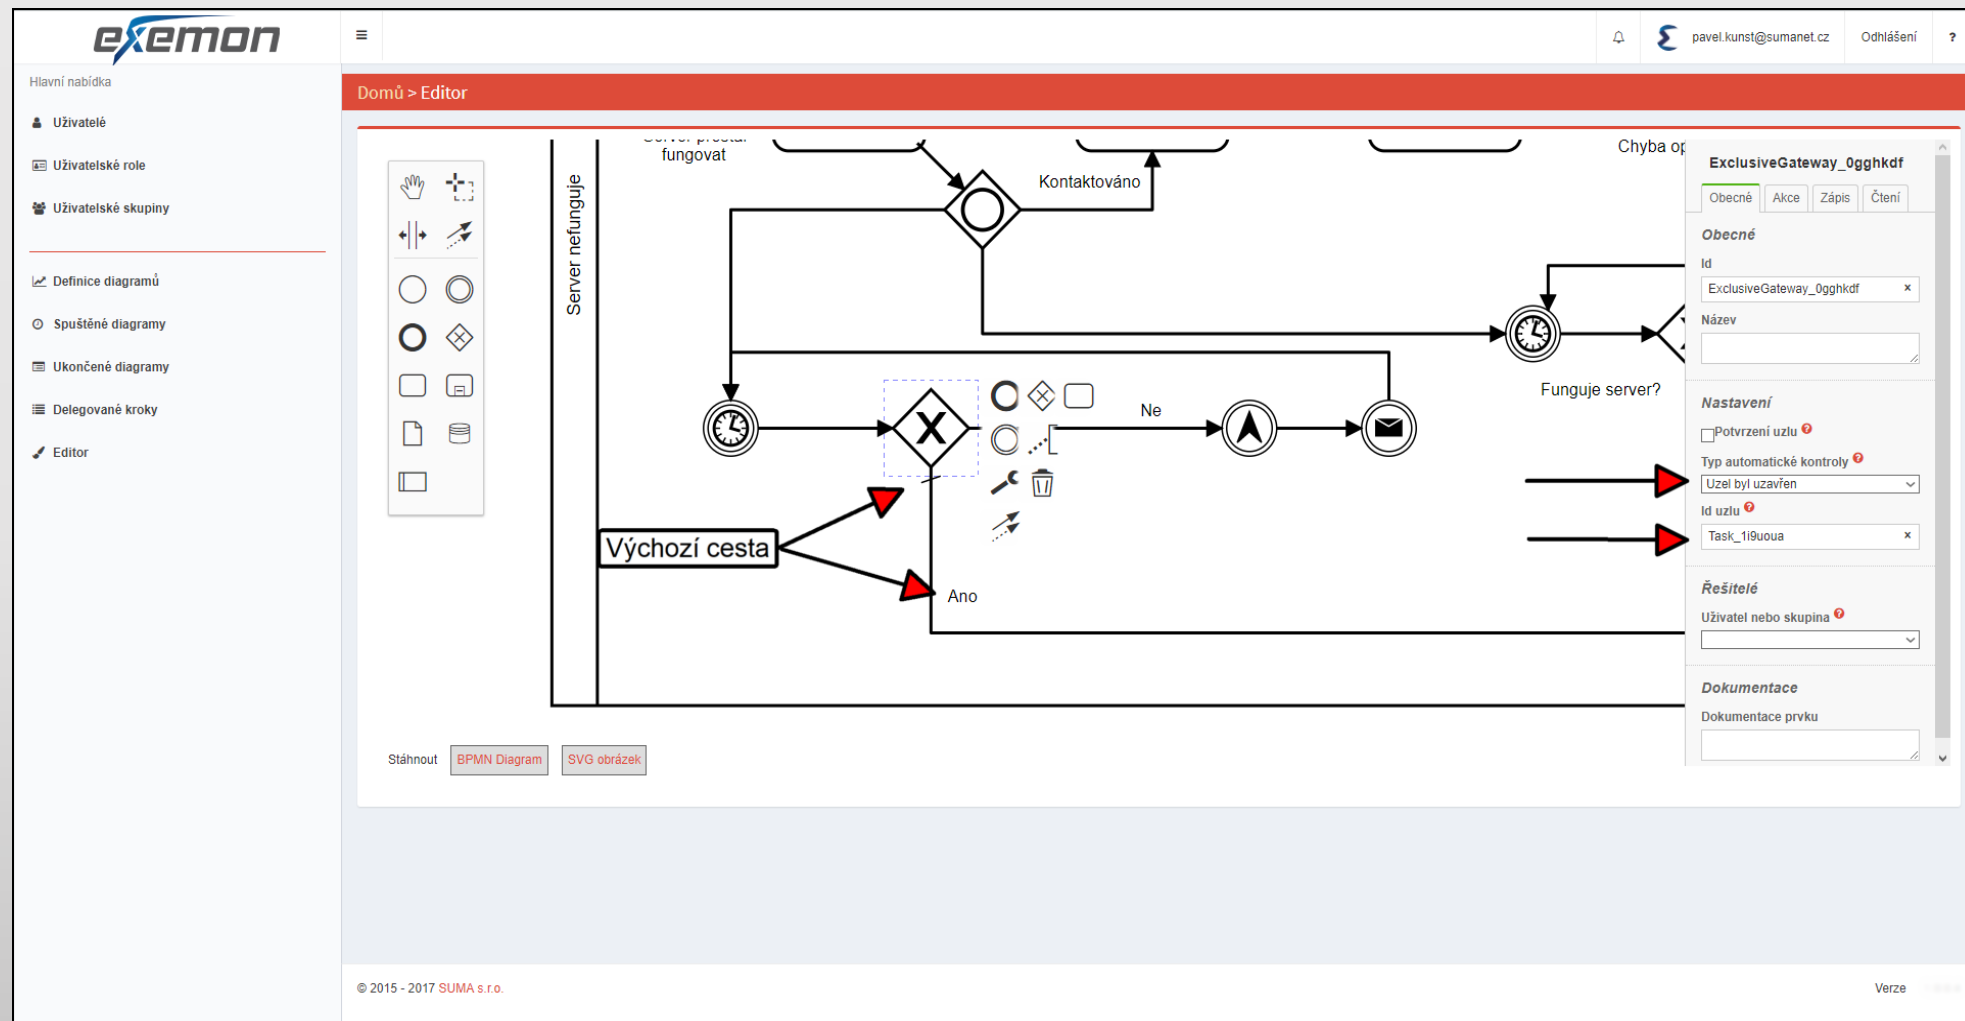 exemon
pavel.kunst@sumanet.cz
Odhlášení
?
Hlavní nabídka
Uživatelé
Uživatelské role
Uživatelské skupiny
Definice diagramů
Spuštěné diagramy
Ukončené diagramy
Delegované kroky
Editor
Domů > Editor
fungovat
Server nefunguje
Kontaktováno
Chyba op
Funguje server?
Ne
Výchozí cesta
Ano
ExclusiveGateway_0gghkdf
Obecné
Akce
Zápis
Čtení
Obecné
Id
ExclusiveGateway_0gghkdf
Název
Nastavení
Potvrzení uzlu
Typ automatické kontroly
Uzel byl uzavřen
Id uzlu
Task_1i9uoua
Řešitelé
Uživatel nebo skupina
Dokumentace
Dokumentace prvku
Stáhnout
BPMN Diagram
SVG obrázek
© 2015 - 2017 SUMA s.r.o.
Verze